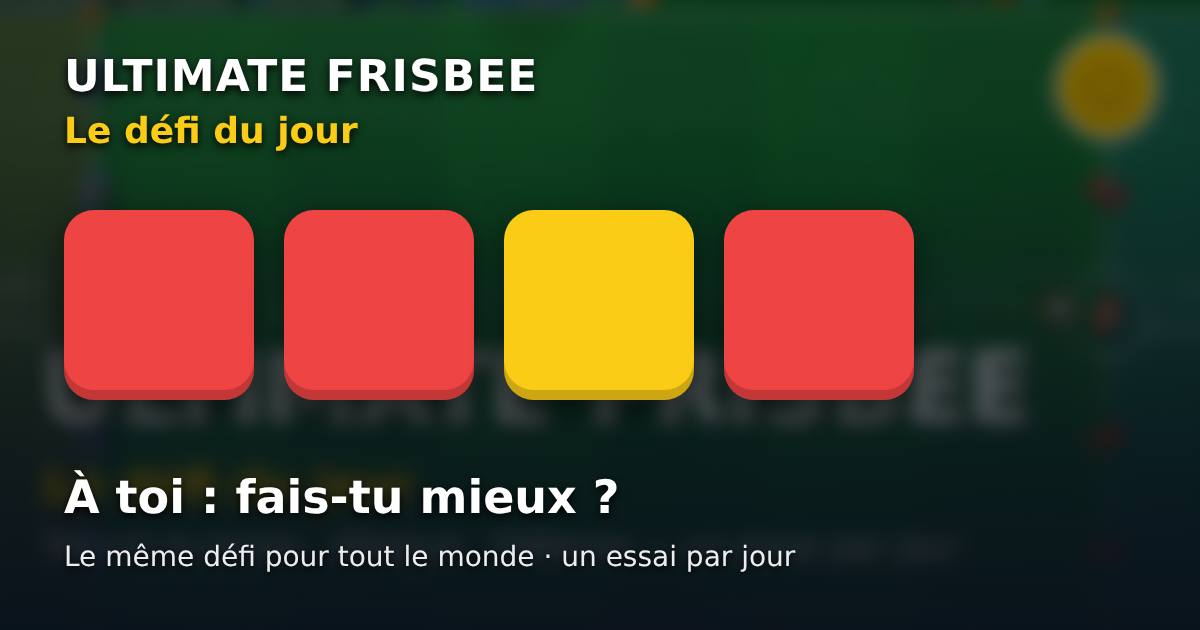 ULTIMATE FRISBEE
Le défi du jour
À toi : fais-tu mieux ?
Le même défi pour tout le monde · un essai par jour